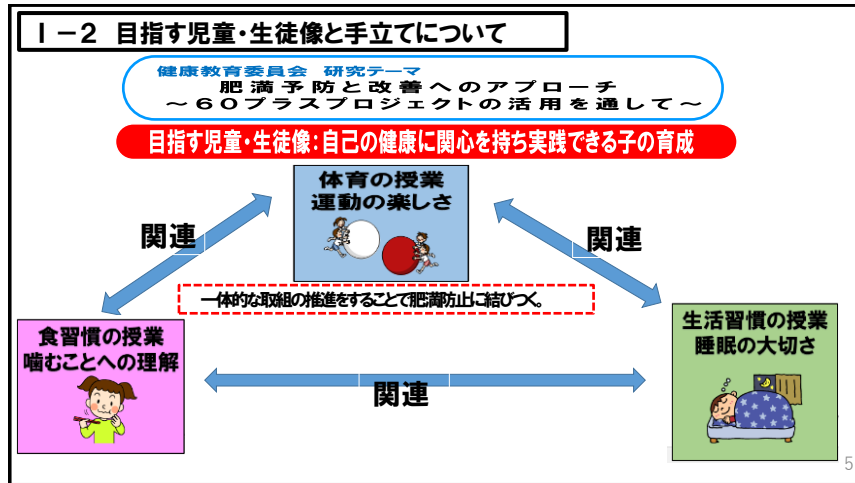 Ⅰ－2 目指す児童・生徒像と手立てについて
健康教育委員会 研究テーマ
肥満予防と改善へのアプローチ
～６０プラスプロジェクトの活用を通して～
目指す児童・生徒像：自己の健康に関心を持ち実践できる子の育成
体育の授業
運動の楽しさ
関連
関連
一体的な取組の推進をすることで肥満防止に結びつく。
食習慣の授業
噛むことへの理解
生活習慣の授業
睡眠の大切さ
関連
5